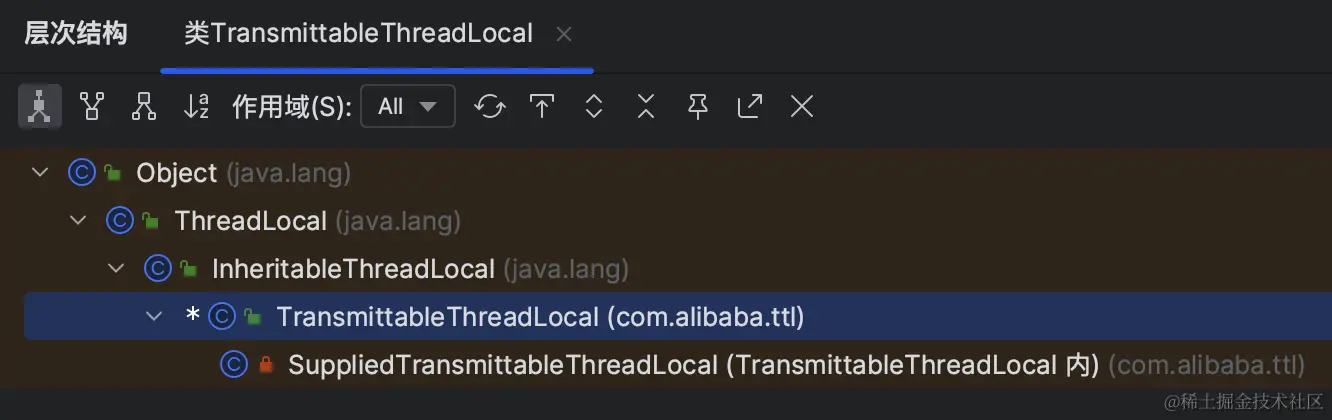 层次结构 类TransmittableThreadLocal
作用域(S): All
Object (java.lang)
ThreadLocal (java.lang)
InheritableThreadLocal (java.lang)
* TransmittableThreadLocal (com.alibaba.ttl)
SuppliedTransmittableThreadLocal (TransmittableThreadLocal 内) (com.alibaba.ttl)
@稀土掘金技术社区